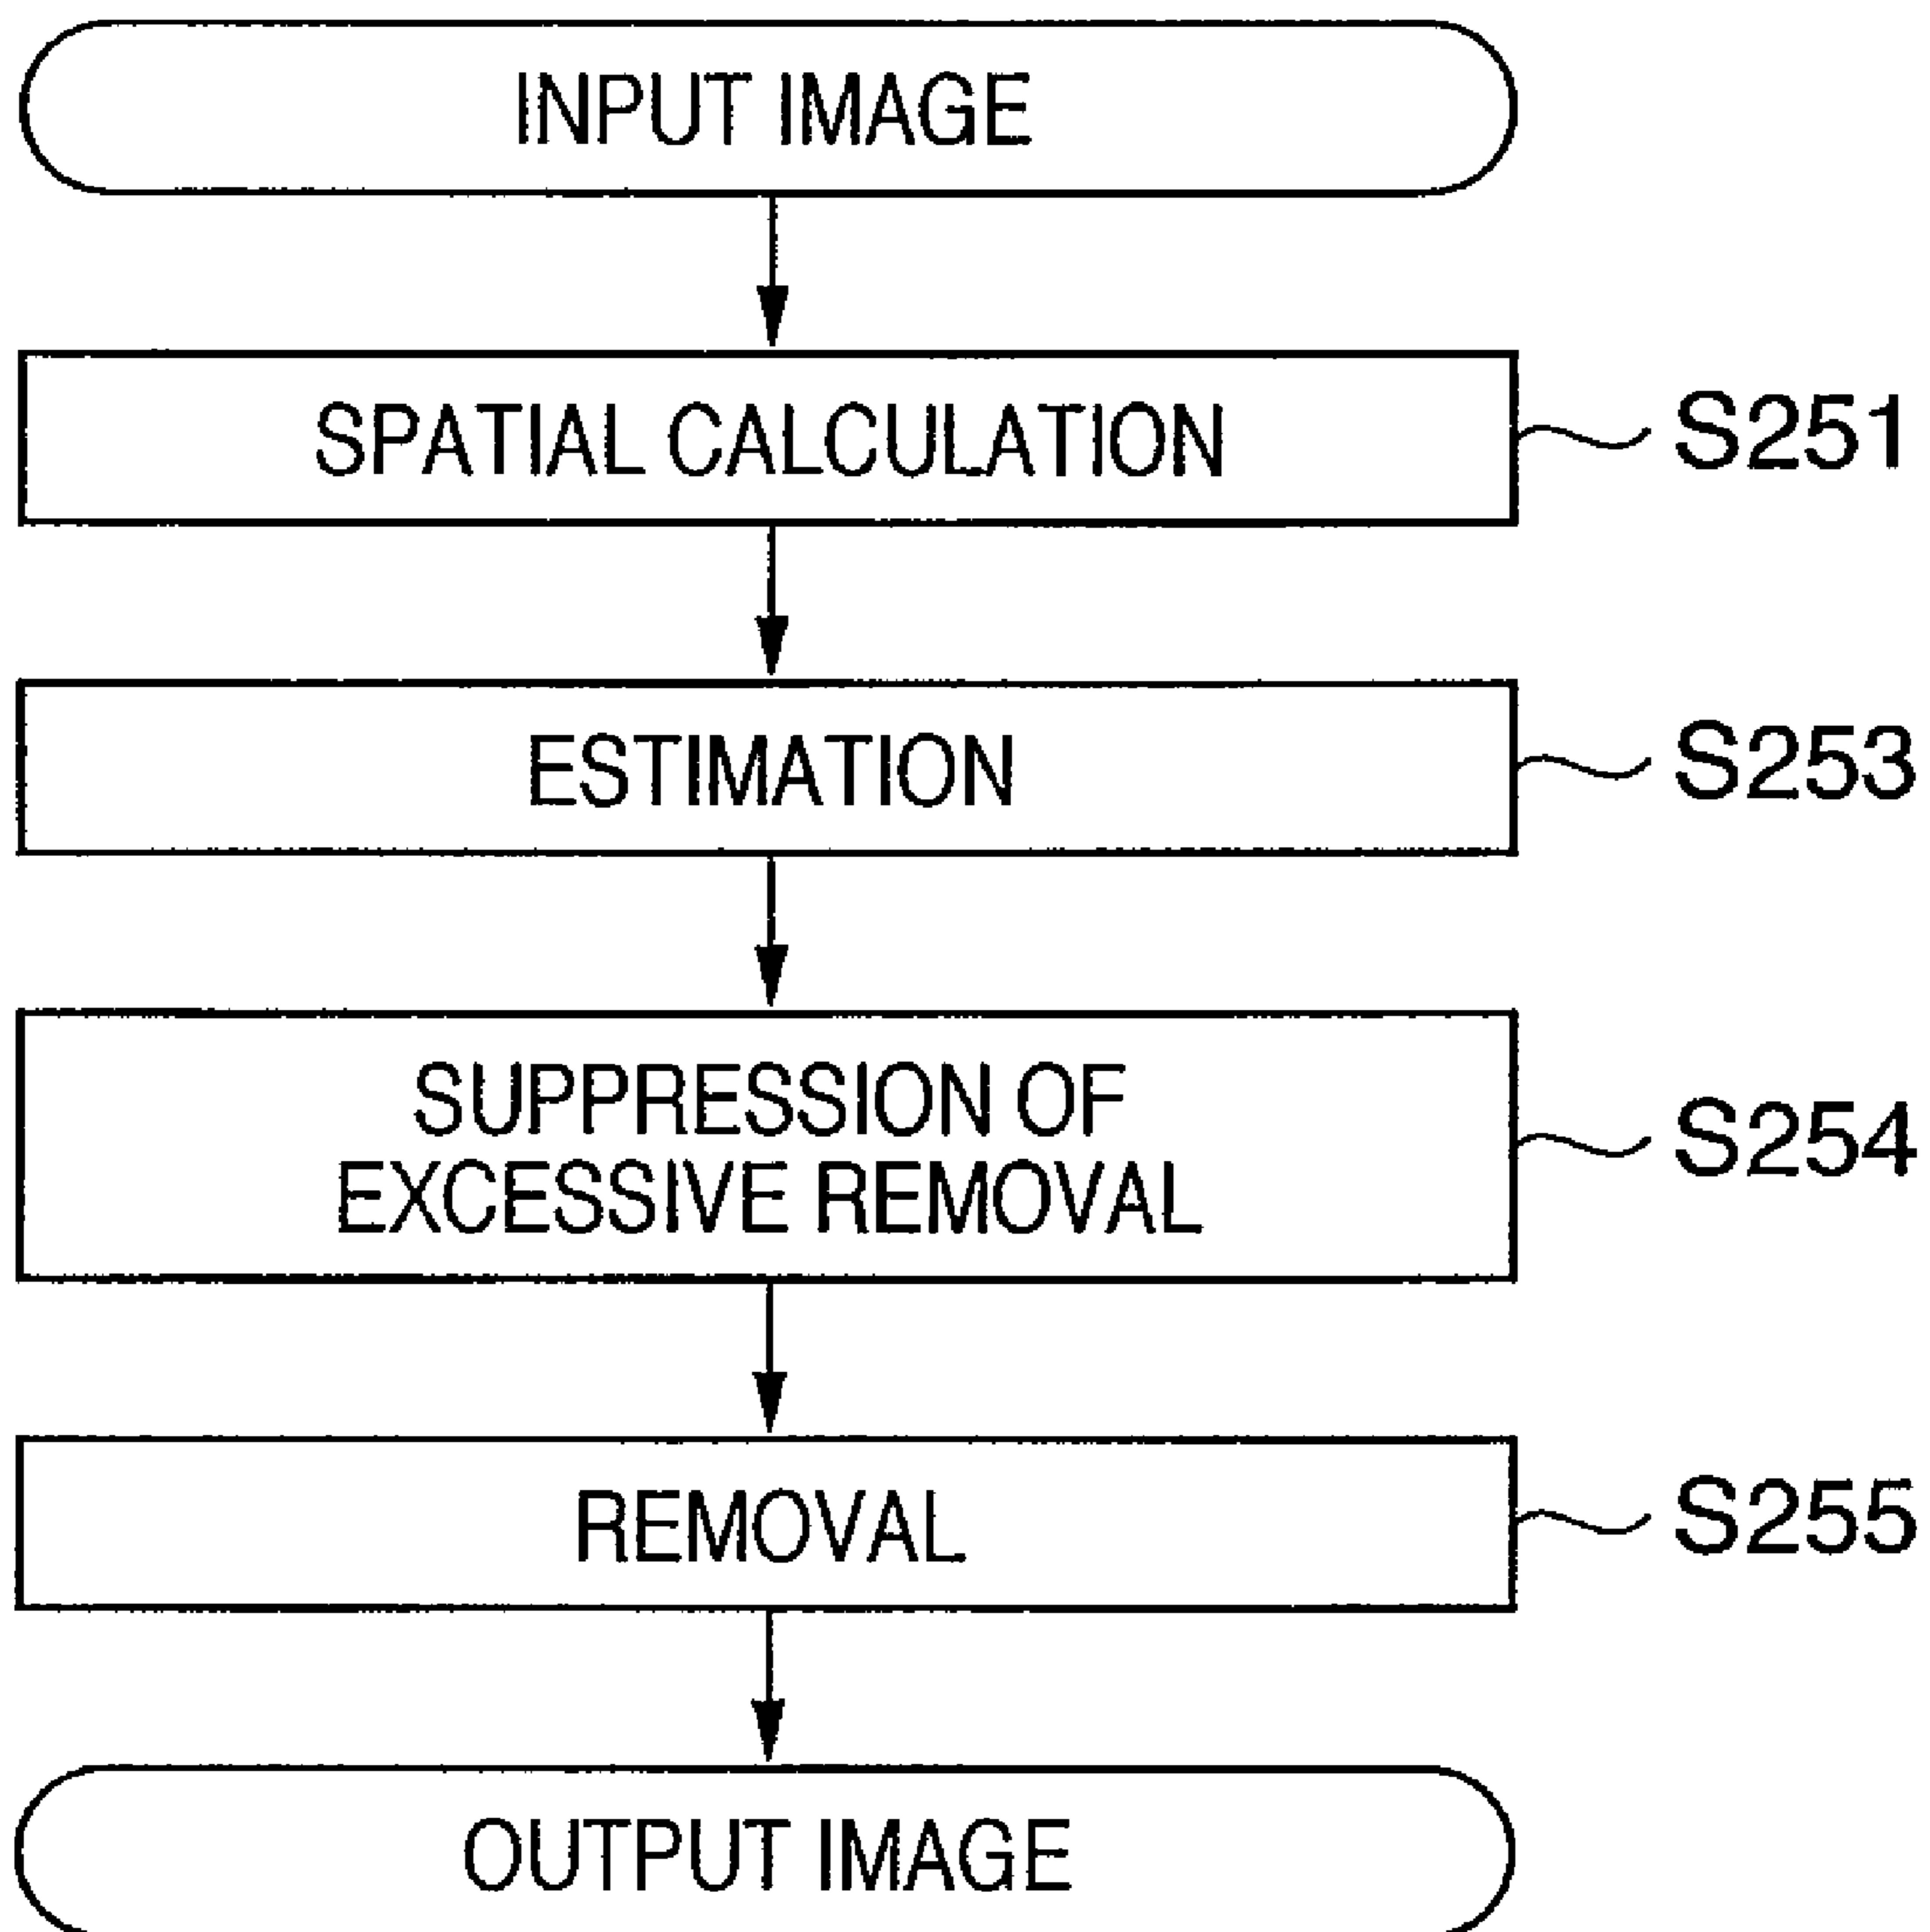 INPUT IMAGE
SPATIAL CALCULATION
S251
ESTIMATION
S253
SUPPRESSION OF
EXCESSIVE REMOVAL
S254
REMOVAL
S255
OUTPUT IMAGE